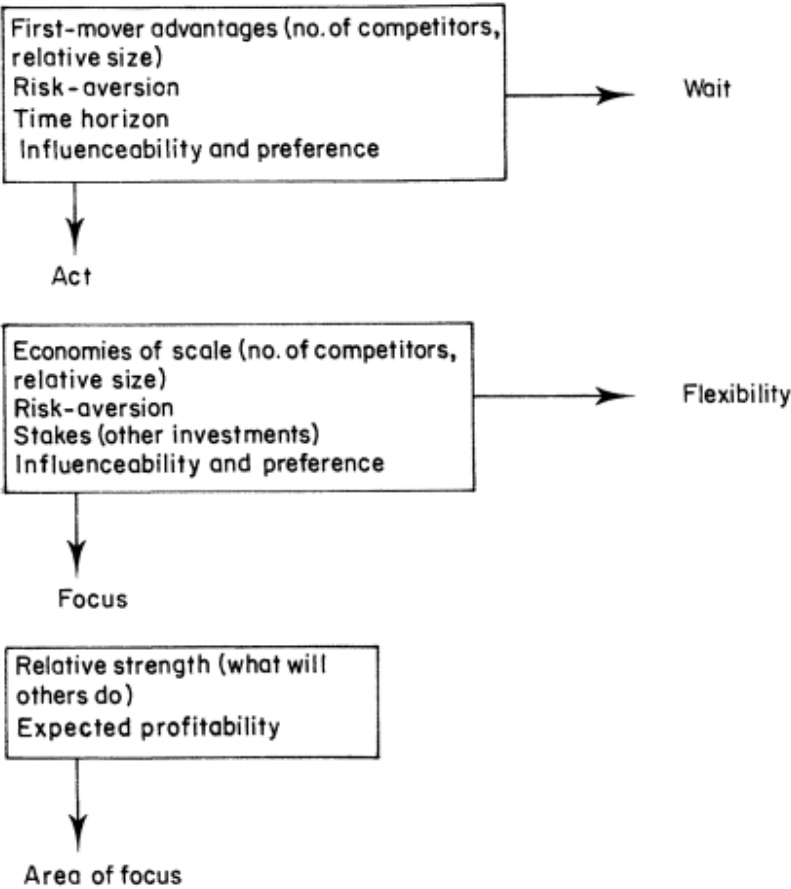 First-mover advantages (no. of competitors,
relative size)
Risk-aversion
Time horizon
Influenceability and preference
Wait
Act
Economies of scale (no. of competitors,
relative size)
Risk-aversion
Stakes (other investments)
Influenceability and preference
Flexibility
Focus
Relative strength (what will
others do)
Expected profitability
Area of focus